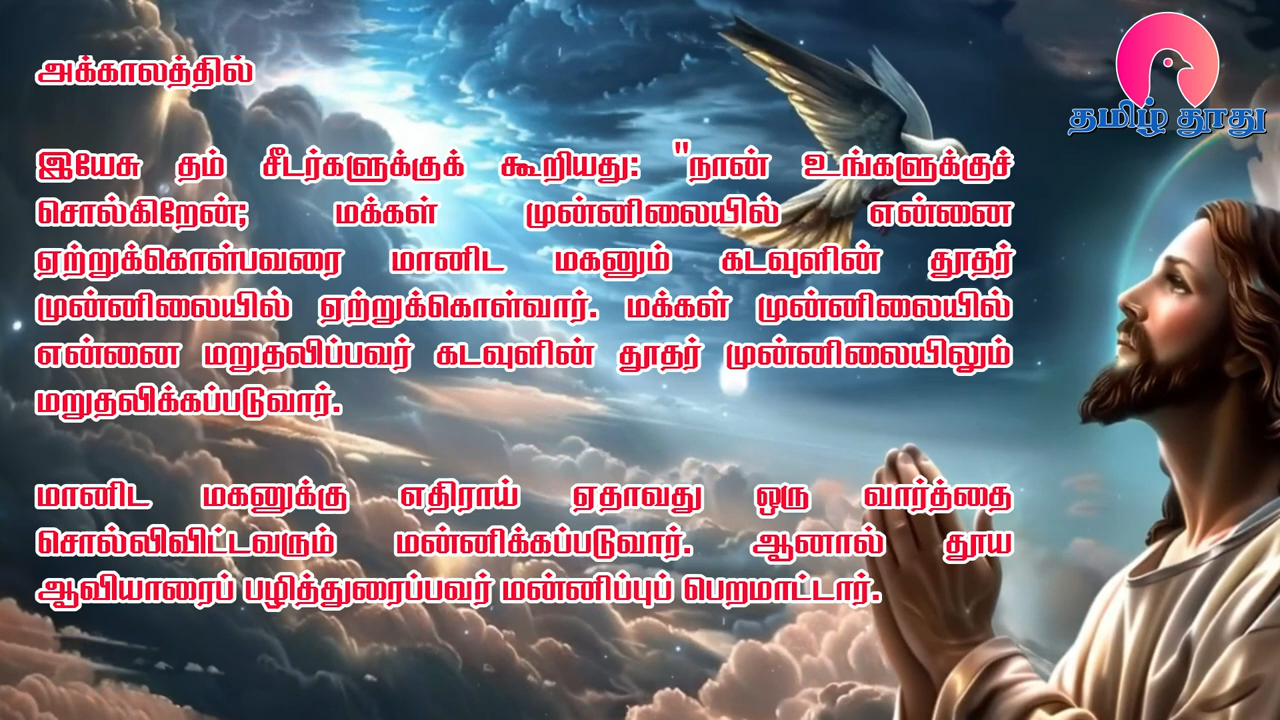 அக்காலத்தில்
இயேசு தம் சீடர்களுக்குக் கூறியது: "நான் உங்களுக்குச்
சொல்கிறேன்; மக்கள் முன்னிலையில் என்னை
ஏற்றுக்கொள்பவரை மானிட மகனும் கடவுளின் தூதர்
முன்னிலையில் ஏற்றுக்கொள்வார். மக்கள் முன்னிலையில்
என்னை மறுதலிப்பவர் கடவுளின் தூதர் முன்னிலையிலும்
மறுதலிக்கப்படுவார்.
மானிட மகனுக்கு எதிராய் ஏதாவது ஒரு வார்த்தை
சொல்லிவிட்டவரும் மன்னிக்கப்படுவார். ஆனால் தூய
ஆவியாரைப் பழித்துரைப்பவர் மன்னிப்புப் பெறமாட்டார்.
தமிழ் தூது